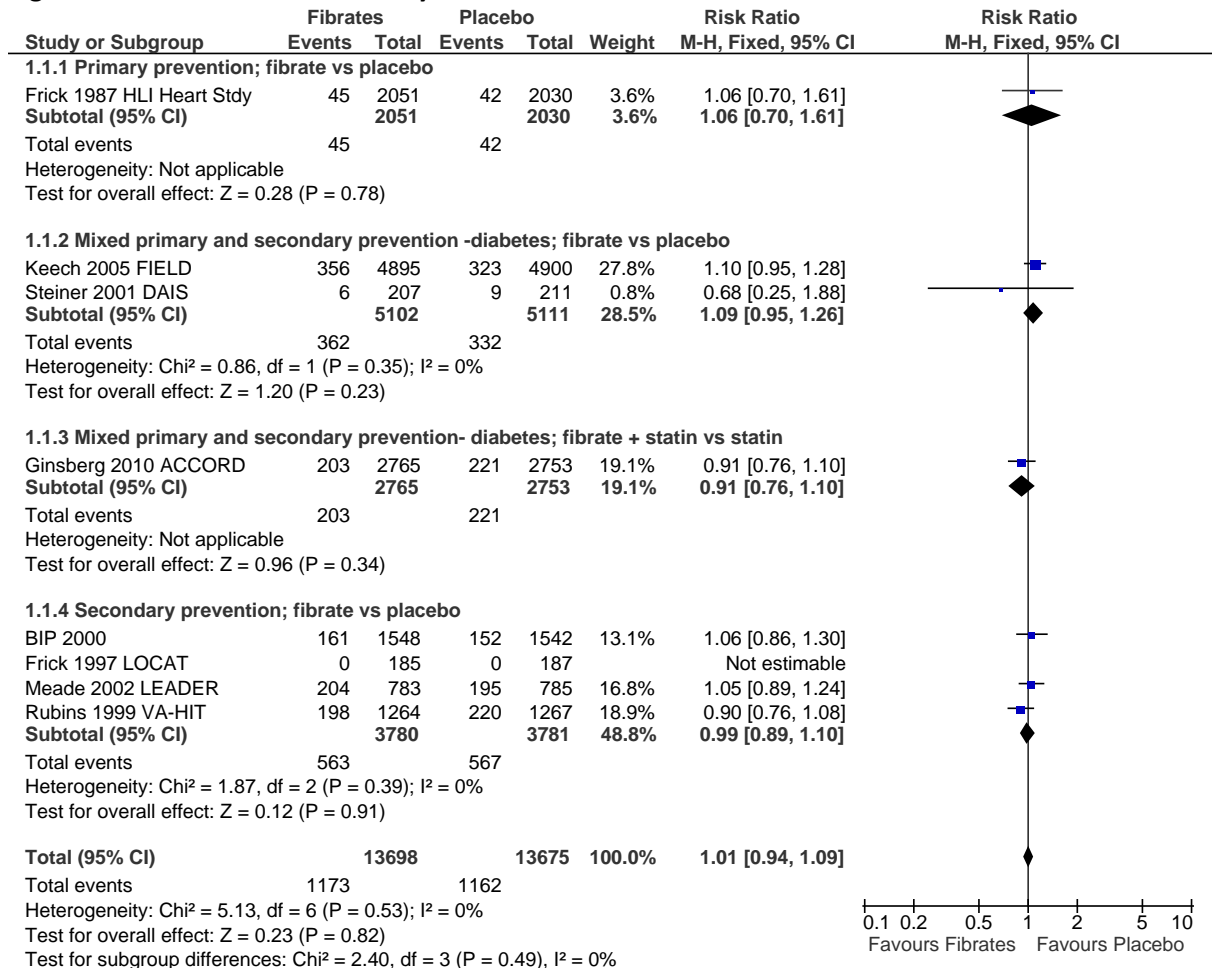 Fibrates Placebo Risk Ratio Risk Ratio
Study or Subgroup Events Total Events Total Weight M-H, Fixed, 95% CI M-H, Fixed, 95% CI
1.1.1 Primary prevention; fibrate vs placebo
Frick 1987 HLI Heart Stdy 45 2051 42 2030 3.6% 1.06 [0.70, 1.61]
Subtotal (95% CI) 2051 2030 3.6% 1.06 [0.70, 1.61]
Total events 45 42
Heterogeneity: Not applicable
Test for overall effect: Z = 0.28 (P = 0.78)
1.1.2 Mixed primary and secondary prevention -diabetes; fibrate vs placebo
Keech 2005 FIELD 356 4895 323 4900 27.8% 1.10 [0.95, 1.28]
Steiner 2001 DAIS 6 207 9 211 0.8% 0.68 [0.25, 1.88]
Subtotal (95% CI) 5102 5111 28.5% 1.09 [0.95, 1.26]
Total events 362 332
Heterogeneity: Chi² = 0.86, df = 1 (P = 0.35); I² = 0%
Test for overall effect: Z = 1.20 (P = 0.23)
1.1.3 Mixed primary and secondary prevention- diabetes; fibrate + statin vs statin
Ginsberg 2010 ACCORD 203 2765 221 2753 19.1% 0.91 [0.76, 1.10]
Subtotal (95% CI) 2765 2753 19.1% 0.91 [0.76, 1.10]
Total events 203 221
Heterogeneity: Not applicable
Test for overall effect: Z = 0.96 (P = 0.34)
1.1.4 Secondary prevention; fibrate vs placebo
BIP 2000 161 1548 152 1542 13.1% 1.06 [0.86, 1.30]
Frick 1997 LOCAT 0 185 0 187 Not estimable
Meade 2002 LEADER 204 783 195 785 16.8% 1.05 [0.89, 1.24]
Rubins 1999 VA-HIT 198 1264 220 1267 18.9% 0.90 [0.76, 1.08]
Subtotal (95% CI) 3780 3781 48.8% 0.99 [0.89, 1.10]
Total events 563 567
Heterogeneity: Chi² = 1.87, df = 2 (P = 0.39); I² = 0%
Test for overall effect: Z = 0.12 (P = 0.91)
Total (95% CI) 13698 13675 100.0% 1.01 [0.94, 1.09]
Total events 1173 1162
Heterogeneity: Chi² = 5.13, df = 6 (P = 0.53); I² = 0%
Test for overall effect: Z = 0.23 (P = 0.82)
Test for subgroup differences: Chi² = 2.40, df = 3 (P = 0.49), I² = 0%
0.1 0.2 0.5 1 2 5 10
Favours Fibrates Favours Placebo